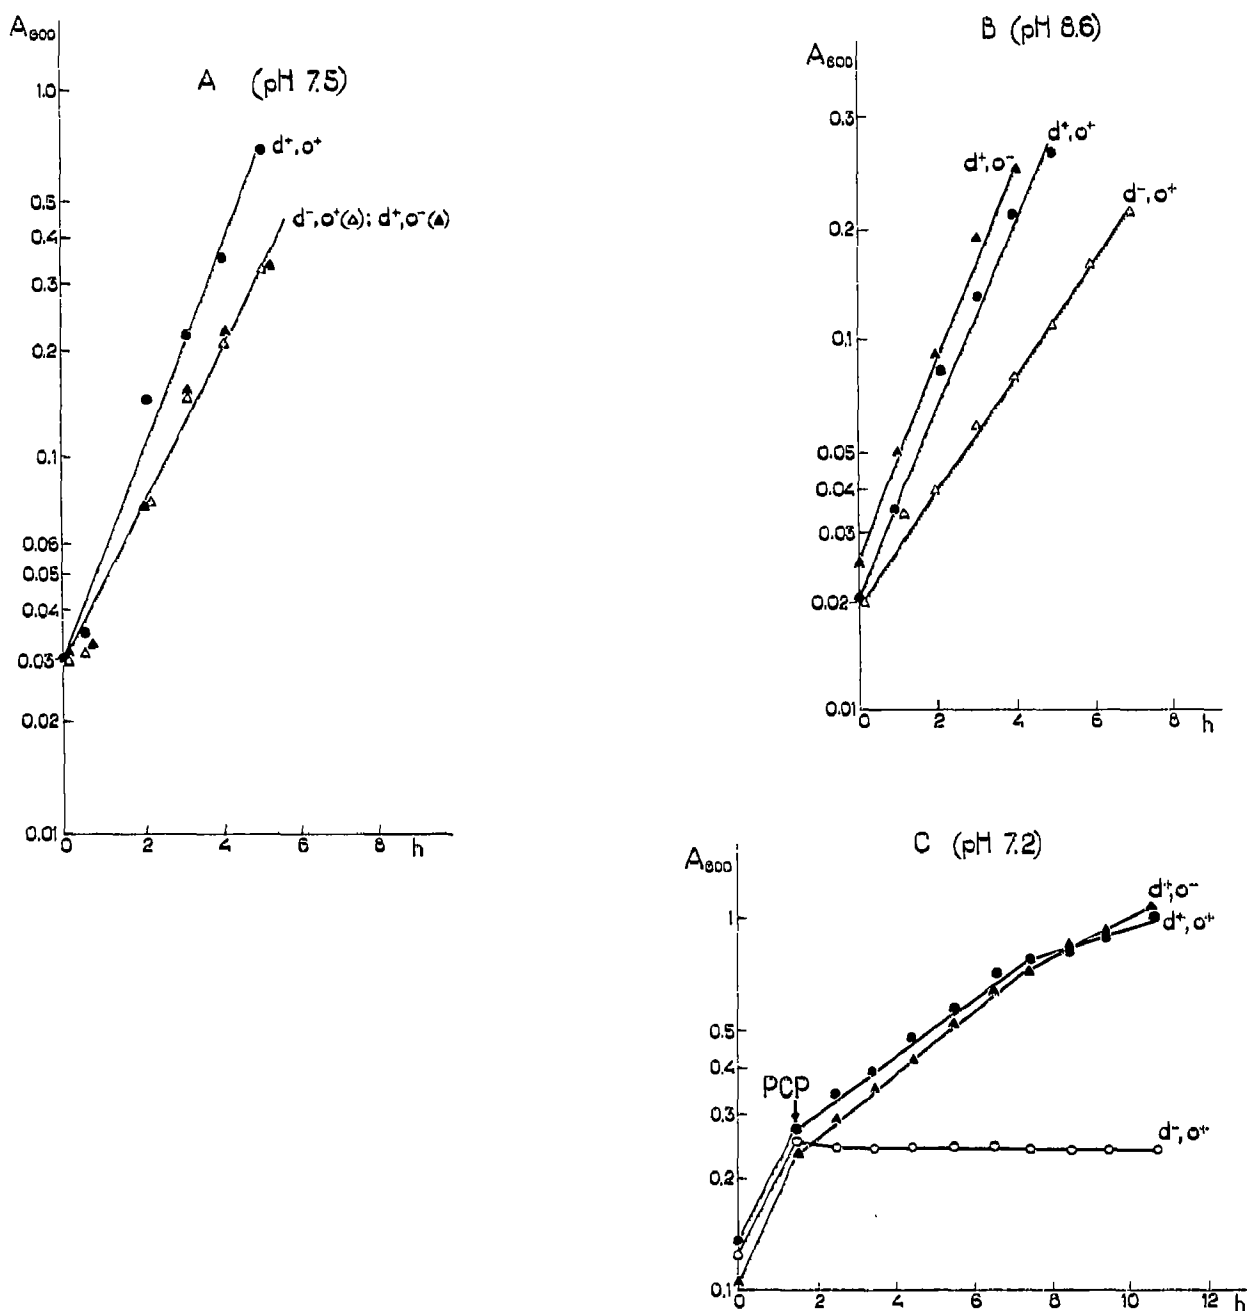 A600
A (pH 7.5)
1.0
d+, o+
0.5
d-, o+(△); d+, o-(▲)
0.4
0.3
0.2
0.1
0.06
0.05
0.04
0.03
0.02
0.01
0 2 4 6 8 h
B (pH 8.6)
A600
0.3
d+, o+
d+, o-
d-, o+
0.2
0.1
0.05
0.04
0.03
0.02
0.01
0 2 4 6 8 h
C (pH 7.2)
A600
d+, o-
1
d+, o+
0.5
0.4
PCP
0.3
d-, o+
0.2
0.1
0 2 4 6 8 10 12 h